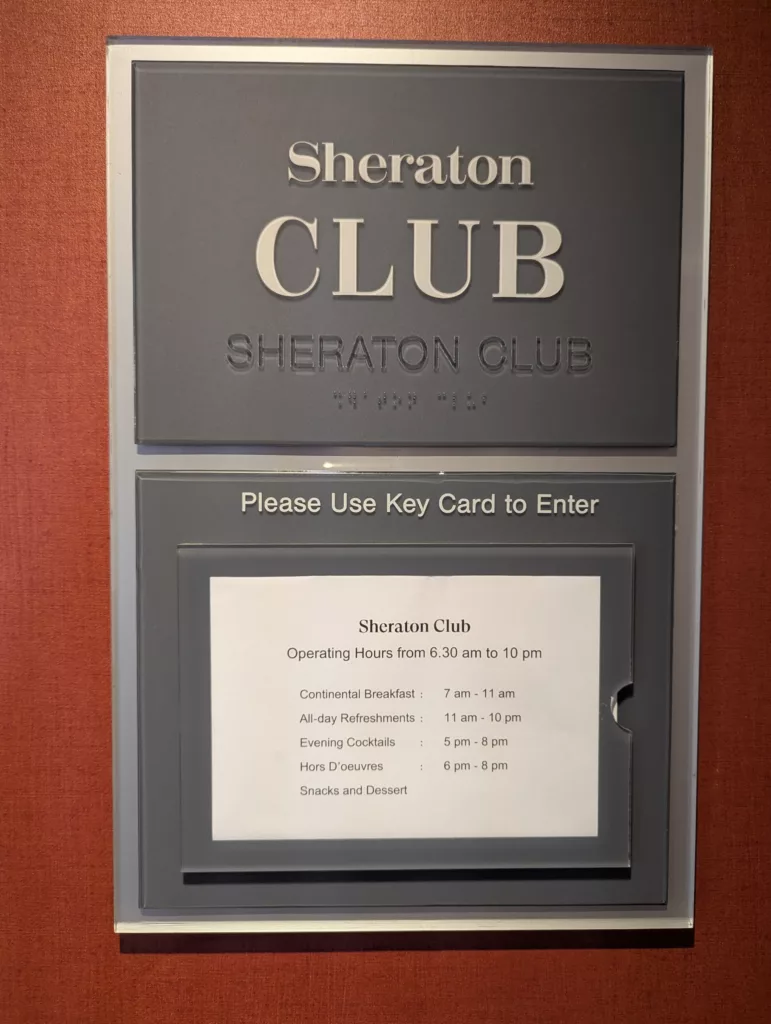 Sheraton
CLUB
SHERATON CLUB
Please Use Key Card to Enter
Sheraton Club
Operating Hours from 6.30 am to 10 pm
Continental Breakfast : 7 am - 11 am
All-day Refreshments : 11 am - 10 pm
Evening Cocktails : 5 pm - 8 pm
Hors D'oeuvres : 6 pm - 8 pm
Snacks and Dessert